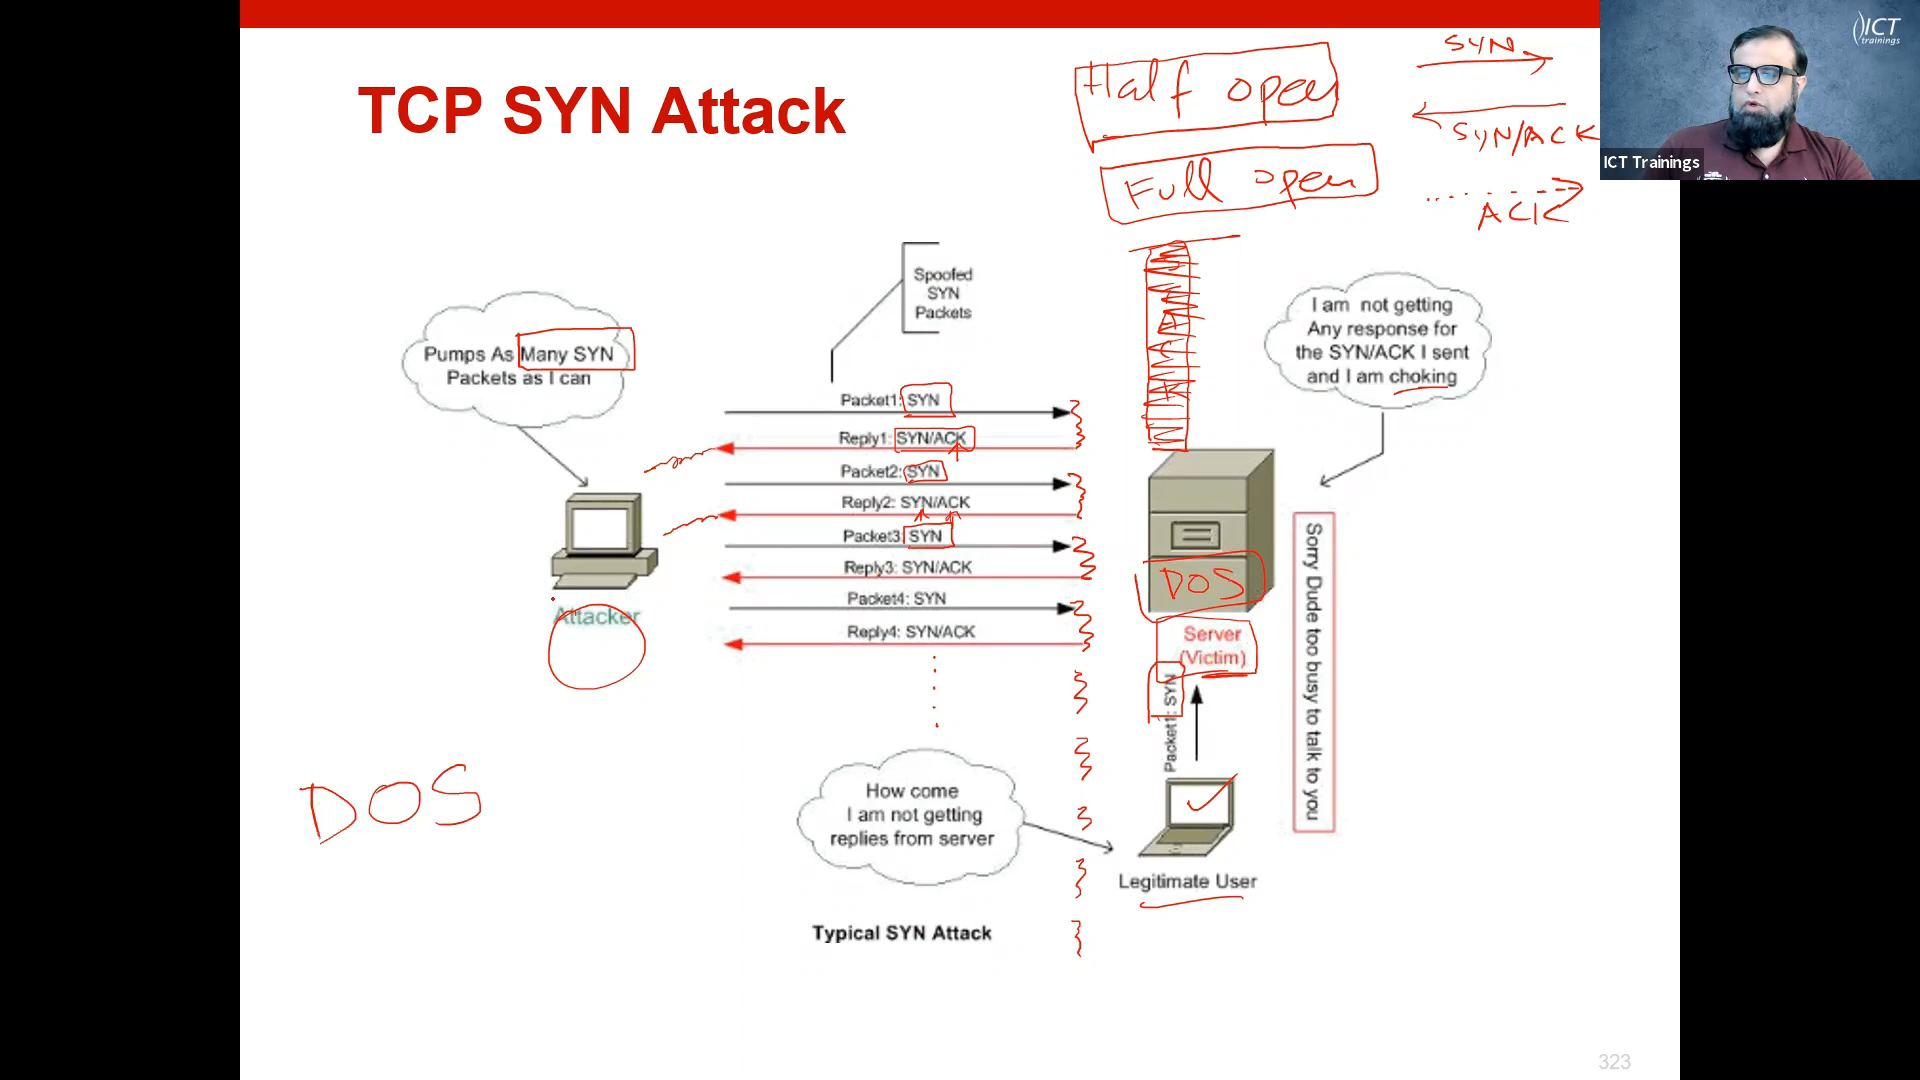 TCP SYN Attack
Half open
Full open
SYN
SYN/ACK
ACK
ICT
trainings
ICT Trainings
Spoofed
SYN
Packets
Pumps As Many SYN
Packets as I can
I am not getting
Any response for
the SYN/ACK I sent
and I am choking
Packet1: SYN
Reply1: SYN/ACK
Packet2: SYN
Reply2: SYN/ACK
Packet3: SYN
Reply3: SYN/ACK
Packet4: SYN
Reply4: SYN/ACK
Attacker
DOS
Server
(Victim)
Packet1: SYN
Sorry Dude too busy to talk to you
DOS
How come
I am not getting
replies from server
Legitimate User
Typical SYN Attack
323